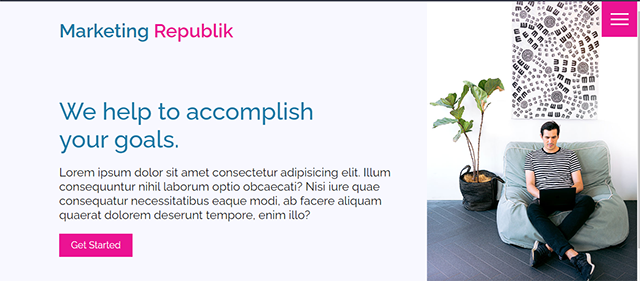 Marketing Republik
We help to accomplish
your goals.
Lorem ipsum dolor sit amet consectetur adipisicing elit. Illum
consequuntur nihil laborum optio obcaecati? Nisi iure quae
consequatur necessitatibus eaque modi, ab facere aliquam
quaerat dolorem deserunt tempore, enim illo?
Get Started